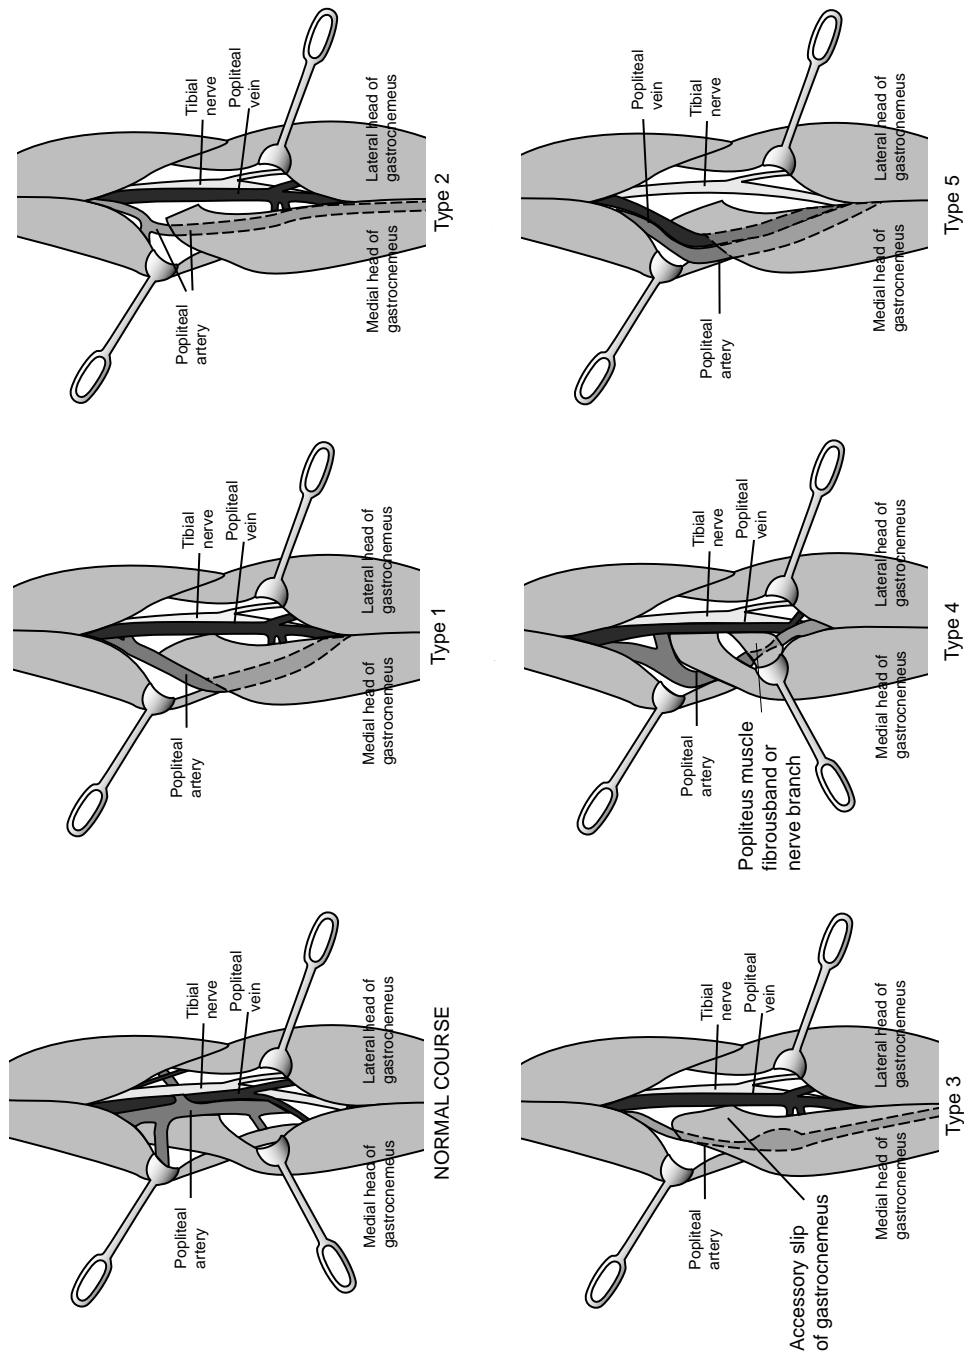 Popliteal
artery
Tibial
nerve
Popliteal
vein
Medial head of
gastrocnemeus
Lateral head of
gastrocnemeus
NORMAL COURSE
Popliteal
artery
Tibial
nerve
Popliteal
vein
Medial head of
gastrocnemeus
Lateral head of
gastrocnemeus
Type 1
Popliteal
artery
Tibial
nerve
Popliteal
vein
Medial head of
gastrocnemeus
Lateral head of
gastrocnemeus
Type 2
Popliteal
artery
Tibial
nerve
Popliteal
vein
Accessory slip
of gastrocnemeus
Medial head of
gastrocnemeus
Lateral head of
gastrocnemeus
Type 3
Popliteal
artery
Tibial
nerve
Popliteal
vein
Popliteus muscle
fibrousband or
nerve branch
Medial head of
gastrocnemeus
Lateral head of
gastrocnemeus
Type 4
Popliteal
vein
Popliteal
artery
Tibial
nerve
Medial head of
gastrocnemeus
Lateral head of
gastrocnemeus
Type 5